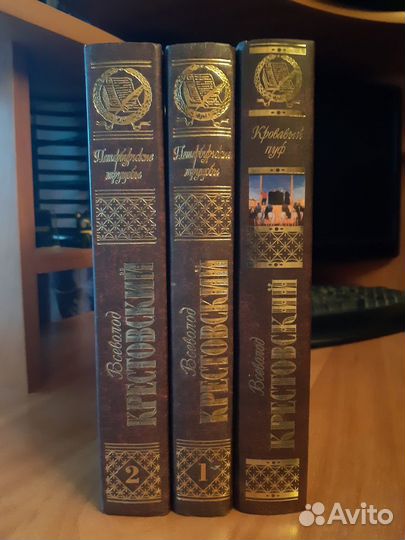 Петербургские
трущобы
Всеволод
КРЕСТОВСКИЙ
2
Петербургские
трущобы
Всеволод
КРЕСТОВСКИЙ
1
Кровавый
пуф
Всеволод
КРЕСТОВСКИЙ
Avito